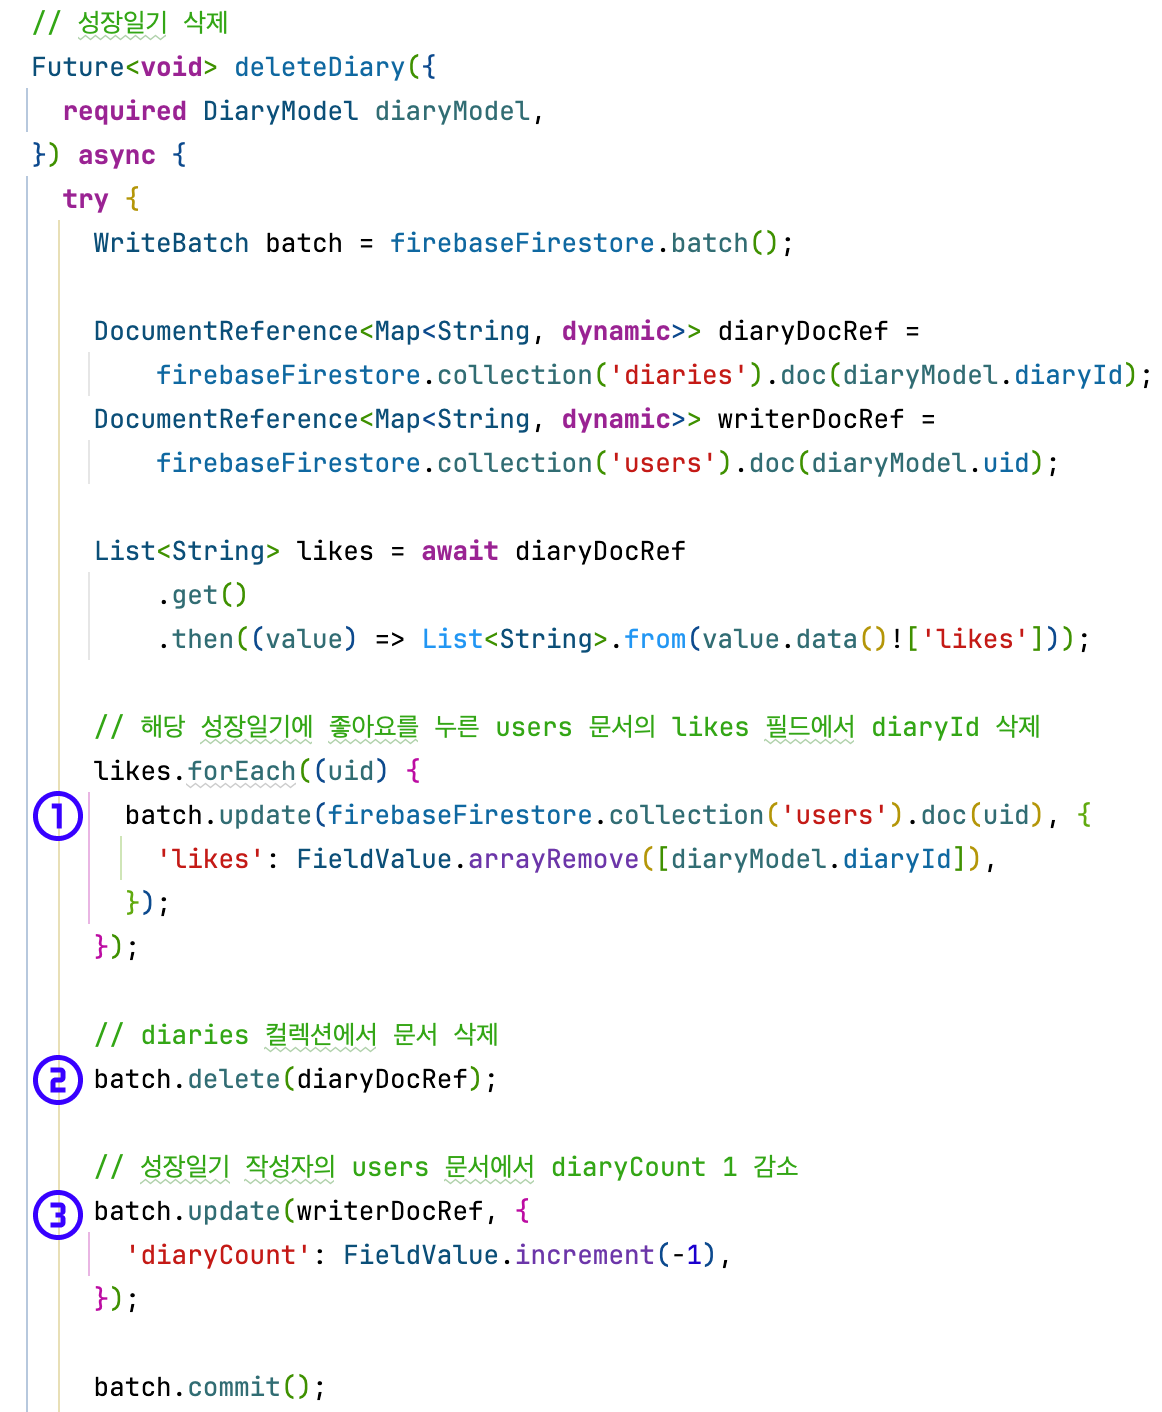 // 성장일기 삭제
Future<void> deleteDiary({
  required DiaryModel diaryModel,
}) async {
  try {
    WriteBatch batch = firebaseFirestore.batch();

    DocumentReference<Map<String, dynamic>> diaryDocRef =
        firebaseFirestore.collection('diaries').doc(diaryModel.diaryId);
    DocumentReference<Map<String, dynamic>> writerDocRef =
        firebaseFirestore.collection('users').doc(diaryModel.uid);

    List<String> likes = await diaryDocRef
        .get()
        .then((value) => List<String>.from(value.data()!['likes']));

    // 해당 성장일기에 좋아요를 누른 users 문서의 likes 필드에서 diaryId 삭제
    likes.forEach((uid) {
① batch.update(firebaseFirestore.collection('users').doc(uid), {
        'likes': FieldValue.arrayRemove([diaryModel.diaryId]),
      });
    });

    // diaries 컬렉션에서 문서 삭제
② batch.delete(diaryDocRef);

    // 성장일기 작성자의 users 문서에서 diaryCount 1 감소
③ batch.update(writerDocRef, {
      'diaryCount': FieldValue.increment(-1),
    });

    batch.commit();